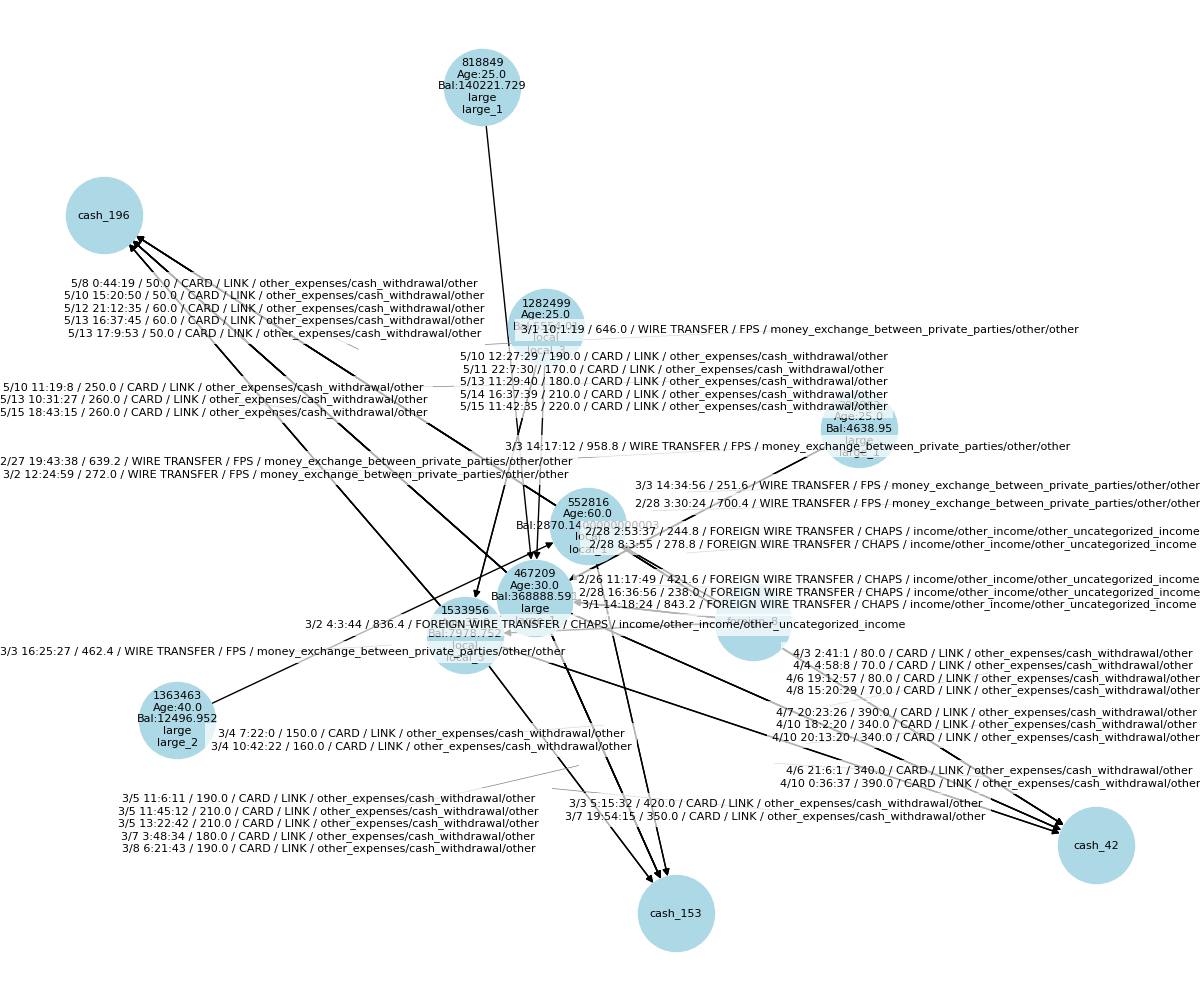 818849
Age:25.0
Bal:140221.729
large
large_1
cash_196
5/8 0:44:19 / 50.0 / CARD / LINK / other_expenses/cash_withdrawal/other
5/10 15:20:50 / 50.0 / CARD / LINK / other_expenses/cash_withdrawal/other
5/12 21:12:35 / 60.0 / CARD / LINK / other_expenses/cash_withdrawal/other
5/13 16:37:45 / 60.0 / CARD / LINK / other_expenses/cash_withdrawal/other
5/13 17:9:53 / 50.0 / CARD / LINK / other_expenses/cash_withdrawal/other
1282499
Age:25.0
local
local_3
3/1 10:1:19 / 646.0 / WIRE TRANSFER / FPS / money_exchange_between_private_parties/other/other
5/10 12:27:29 / 190.0 / CARD / LINK / other_expenses/cash_withdrawal/other
5/11 22:7:30 / 170.0 / CARD / LINK / other_expenses/cash_withdrawal/other
5/13 11:29:40 / 180.0 / CARD / LINK / other_expenses/cash_withdrawal/other
5/14 16:37:39 / 210.0 / CARD / LINK / other_expenses/cash_withdrawal/other
5/15 11:42:35 / 220.0 / CARD / LINK / other_expenses/cash_withdrawal/other
5/10 11:19:8 / 250.0 / CARD / LINK / other_expenses/cash_withdrawal/other
5/13 10:31:27 / 260.0 / CARD / LINK / other_expenses/cash_withdrawal/other
5/15 18:43:15 / 260.0 / CARD / LINK / other_expenses/cash_withdrawal/other
Age:25.0
Bal:4638.95
large
large_1
3/3 14:17:12 / 958.8 / WIRE TRANSFER / FPS / money_exchange_between_private_parties/other/other
2/27 19:43:38 / 639.2 / WIRE TRANSFER / FPS / money_exchange_between_private_parties/other/other
3/2 12:24:59 / 272.0 / WIRE TRANSFER / FPS / money_exchange_between_private_parties/other/other
3/3 14:34:56 / 251.6 / WIRE TRANSFER / FPS / money_exchange_between_private_parties/other/other
2/28 3:30:24 / 700.4 / WIRE TRANSFER / FPS / money_exchange_between_private_parties/other/other
552816
Age:60.0
Bal:2870.1400000000003
local
local_1
2/28 2:53:37 / 244.8 / FOREIGN WIRE TRANSFER / CHAPS / income/other_income/other_uncategorized_income
2/28 8:3:55 / 278.8 / FOREIGN WIRE TRANSFER / CHAPS / income/other_income/other_uncategorized_income
467209
Age:30.0
Bal:368888.59
large
2/26 11:17:49 / 421.6 / FOREIGN WIRE TRANSFER / CHAPS / income/other_income/other_uncategorized_income
2/28 16:36:56 / 238.0 / FOREIGN WIRE TRANSFER / CHAPS / income/other_income/other_uncategorized_income
3/1 14:18:24 / 843.2 / FOREIGN WIRE TRANSFER / CHAPS / income/other_income/other_uncategorized_income
1533956
Bal:7978.752
local
local_3
3/2 4:3:44 / 836.4 / FOREIGN WIRE TRANSFER / CHAPS / income/other_income/other_uncategorized_income
3/3 16:25:27 / 462.4 / WIRE TRANSFER / FPS / money_exchange_between_private_parties/other/other
4/3 2:41:1 / 80.0 / CARD / LINK / other_expenses/cash_withdrawal/other
4/4 4:58:8 / 70.0 / CARD / LINK / other_expenses/cash_withdrawal/other
4/6 19:12:57 / 80.0 / CARD / LINK / other_expenses/cash_withdrawal/other
4/8 15:20:29 / 70.0 / CARD / LINK / other_expenses/cash_withdrawal/other
1363463
Age:40.0
Bal:12496.952
large
large_2
4/7 20:23:26 / 390.0 / CARD / LINK / other_expenses/cash_withdrawal/other
4/10 18:2:20 / 340.0 / CARD / LINK / other_expenses/cash_withdrawal/other
4/10 20:13:20 / 340.0 / CARD / LINK / other_expenses/cash_withdrawal/other
3/4 7:22:0 / 150.0 / CARD / LINK / other_expenses/cash_withdrawal/other
3/4 10:42:22 / 160.0 / CARD / LINK / other_expenses/cash_withdrawal/other
4/6 21:6:1 / 340.0 / CARD / LINK / other_expenses/cash_withdrawal/other
4/10 0:36:37 / 390.0 / CARD / LINK / other_expenses/cash_withdrawal/other
3/5 11:6:11 / 190.0 / CARD / LINK / other_expenses/cash_withdrawal/other
3/5 11:45:12 / 210.0 / CARD / LINK / other_expenses/cash_withdrawal/other
3/5 13:22:42 / 210.0 / CARD / LINK / other_expenses/cash_withdrawal/other
3/7 3:48:34 / 180.0 / CARD / LINK / other_expenses/cash_withdrawal/other
3/8 6:21:43 / 190.0 / CARD / LINK / other_expenses/cash_withdrawal/other
3/3 5:15:32 / 420.0 / CARD / LINK / other_expenses/cash_withdrawal/other
3/7 19:54:15 / 350.0 / CARD / LINK / other_expenses/cash_withdrawal/other
cash_42
cash_153